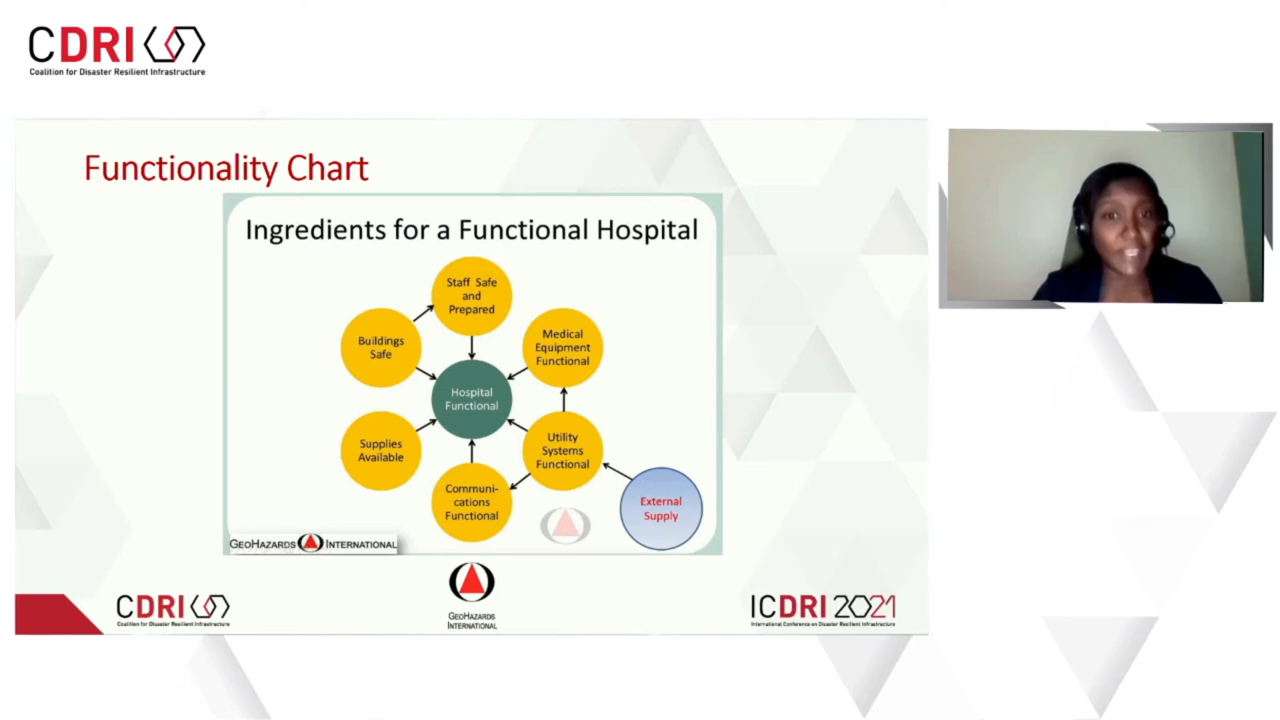 CDRI
Coalition for Disaster Resilient Infrastructure
Functionality Chart
Ingredients for a Functional Hospital
Staff Safe
and
Prepared
Buildings
Safe
Medical
Equipment
Functional
Hospital
Functional
Supplies
Available
Utility
Systems
Functional
Communi-
cations
Functional
External
Supply
GEOHAZARDS INTERNATIONAL
CDRI
Coalition for Disaster Resilient Infrastructure
GEOHAZARDS
INTERNATIONAL
ICDRI 2021
International Conference on Disaster Resilient Infrastructure